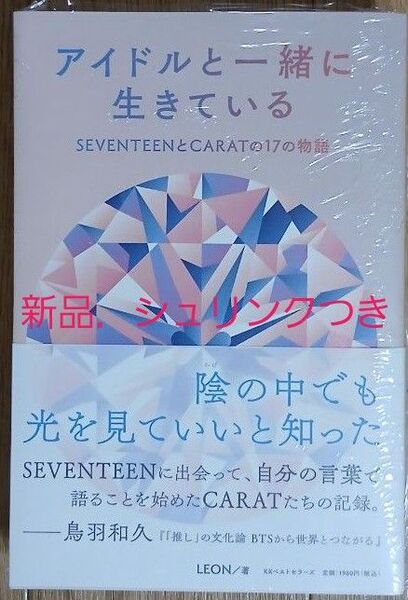 アイドルと一緒に
生きている
SEVENTEENとCARATの17の物語
新品．シュリンクつき
陰の中でも
かげ
光を見ていいと知った
SEVENTEENに出会って、自分の言葉で
語ることを始めたCARATたちの記録。
――鳥羽和久『「推し」の文化論 BTSから世界とつながる』
LEON/著 KKベストセラーズ 定価:1980円(税込)